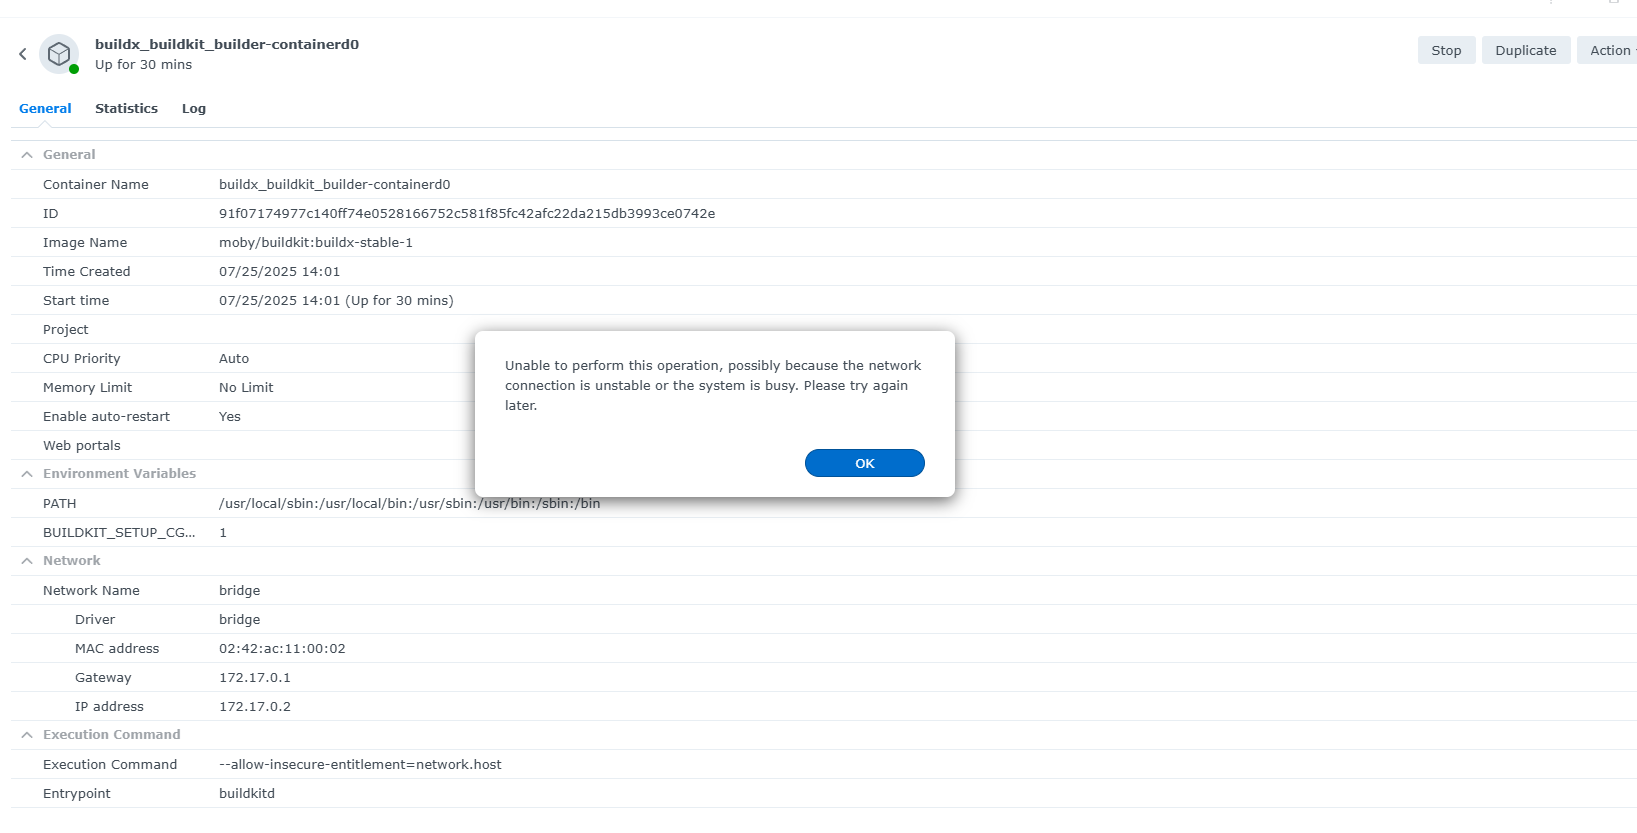 buildx_buildkit_builder-containerd0
Up for 30 mins
Stop Duplicate Action
General Statistics Log
General
Container Name buildx_buildkit_builder-containerd0
ID 91f07174977c140ff74e0528166752c581f85fc42afc22da215db3993ce0742e
Image Name moby/buildkit:buildx-stable-1
Time Created 07/25/2025 14:01
Start time 07/25/2025 14:01 (Up for 30 mins)
Project
CPU Priority Auto
Memory Limit No Limit
Enable auto-restart Yes
Web portals
Unable to perform this operation, possibly because the network
connection is unstable or the system is busy. Please try again
later.
OK
Environment Variables
PATH /usr/local/sbin:/usr/local/bin:/usr/sbin:/usr/bin:/sbin:/bin
BUILDKIT_SETUP_CG... 1
Network
Network Name bridge
Driver bridge
MAC address 02:42:ac:11:00:02
Gateway 172.17.0.1
IP address 172.17.0.2
Execution Command
Execution Command --allow-insecure-entitlement=network.host
Entrypoint buildkitd